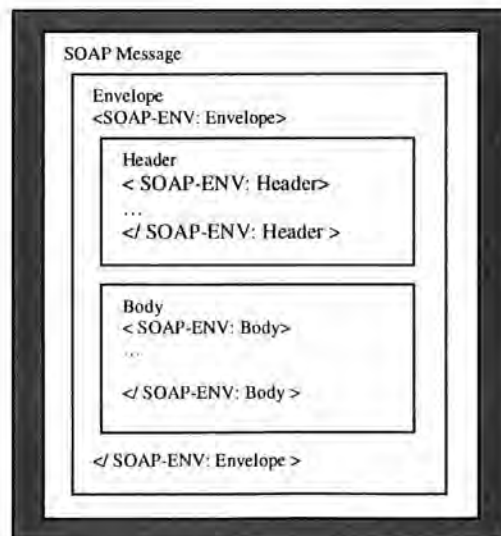 SOAP Message
Envelope
<SOAP-ENV: Envelope>
Header
< SOAP-ENV: Header>
...
</ SOAP-ENV: Header >
Body
< SOAP-ENV: Body>
...
</ SOAP-ENV: Body >
</ SOAP-ENV: Envelope >